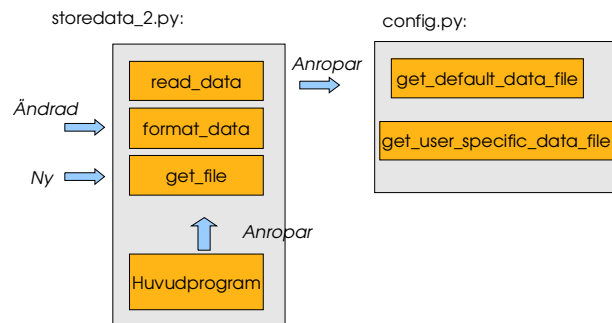 storedata_2.py:
config.py:
read_data
Anropar
get_default_data_file
Ändrad
format_data
get_user_specific_data_file
Ny
get_file
Anropar
Huvudprogram